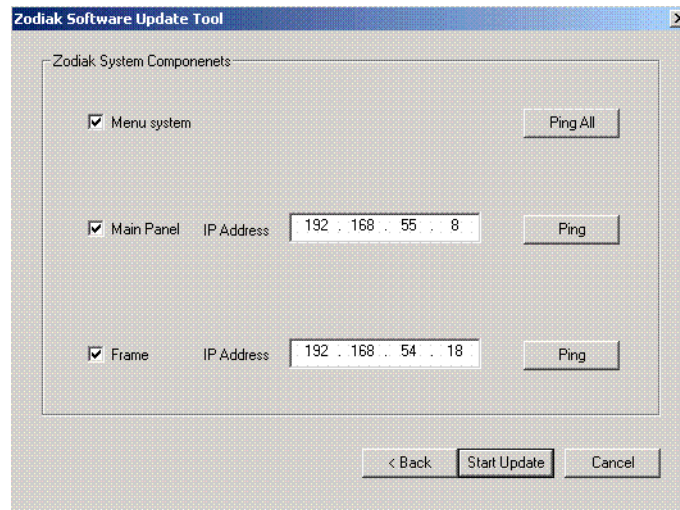 Zodiak Software Update Tool
Zodiak System Componenets
Menu system Ping All
Main Panel IP Address 192 . 168 . 55 . 8 Ping
Frame IP Address 192 . 168 . 54 . 18 Ping
< Back Start Update Cancel